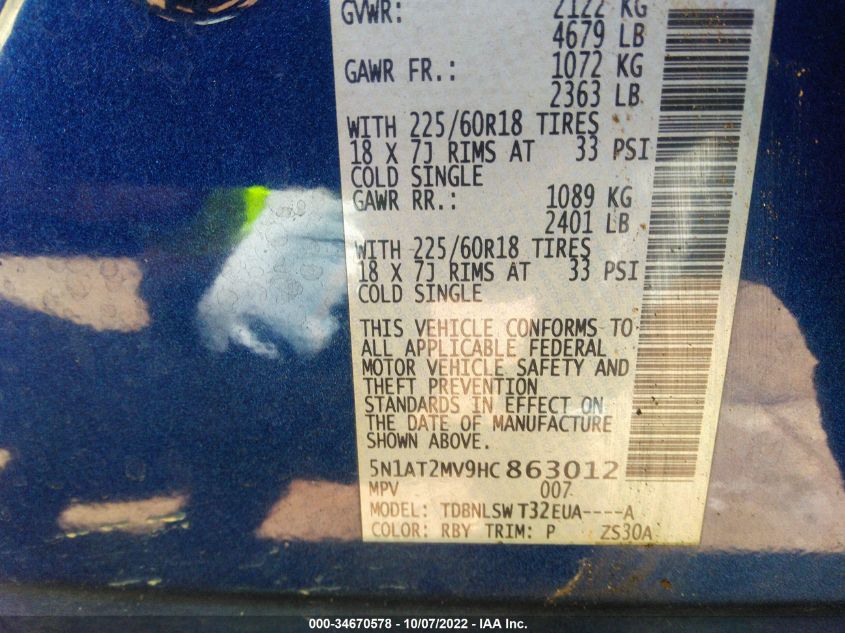 GVWR: 2122 KG
4679 LB
GAWR FR.: 1072 KG
2363 LB
WITH 225/60R18 TIRES
18 X 7J RIMS AT 33 PSI
COLD SINGLE
GAWR RR.: 1089 KG
2401 LB
WITH 225/60R18 TIRES
18 X 7J RIMS AT 33 PSI
COLD SINGLE
THIS VEHICLE CONFORMS TO
ALL APPLICABLE FEDERAL
MOTOR VEHICLE SAFETY AND
THEFT PREVENTION
STANDARDS IN EFFECT ON
THE DATE OF MANUFACTURE
SHOWN ABOVE.
5N1AT2MV9HC 863012
MPV 007
MODEL: TDBNLSW T32EUA----A
COLOR: RBY TRIM: P ZS30A
000-34670578 - 10/07/2022 - IAA Inc.